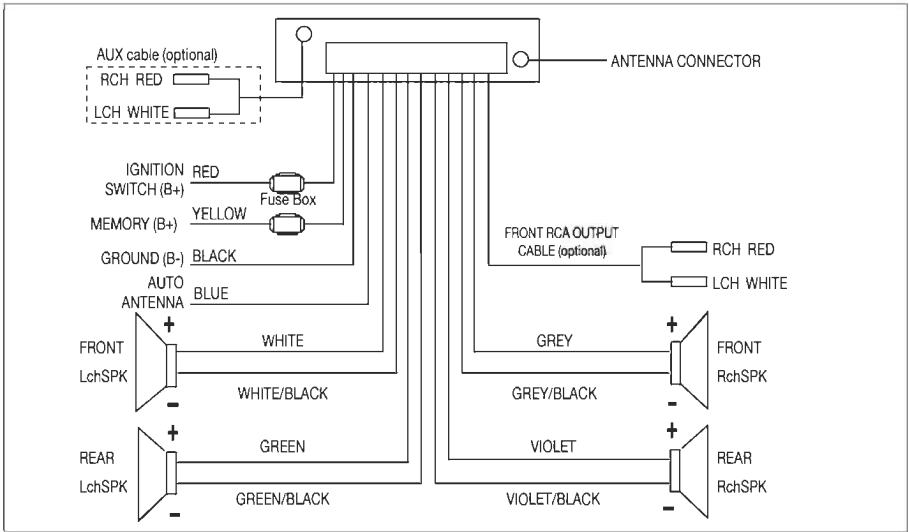 AUX cable (optional)
RCH RED
LCH WHITE
ANTENNA CONNECTOR
IGNITION
SWITCH (B+)
RED
Fuse Box
MEMORY (B+)
YELLOW
GROUND (B-)
BLACK
AUTO
ANTENNA
BLUE
FRONT RCA OUTPUT
CABLE (optional)
RCH RED
LCH WHITE
+
FRONT
LchSPK
-
WHITE
WHITE/BLACK
GREY
GREY/BLACK
+
FRONT
RchSPK
-
+
REAR
LchSPK
-
GREEN
GREEN/BLACK
VIOLET
VIOLET/BLACK
+
REAR
RchSPK
-